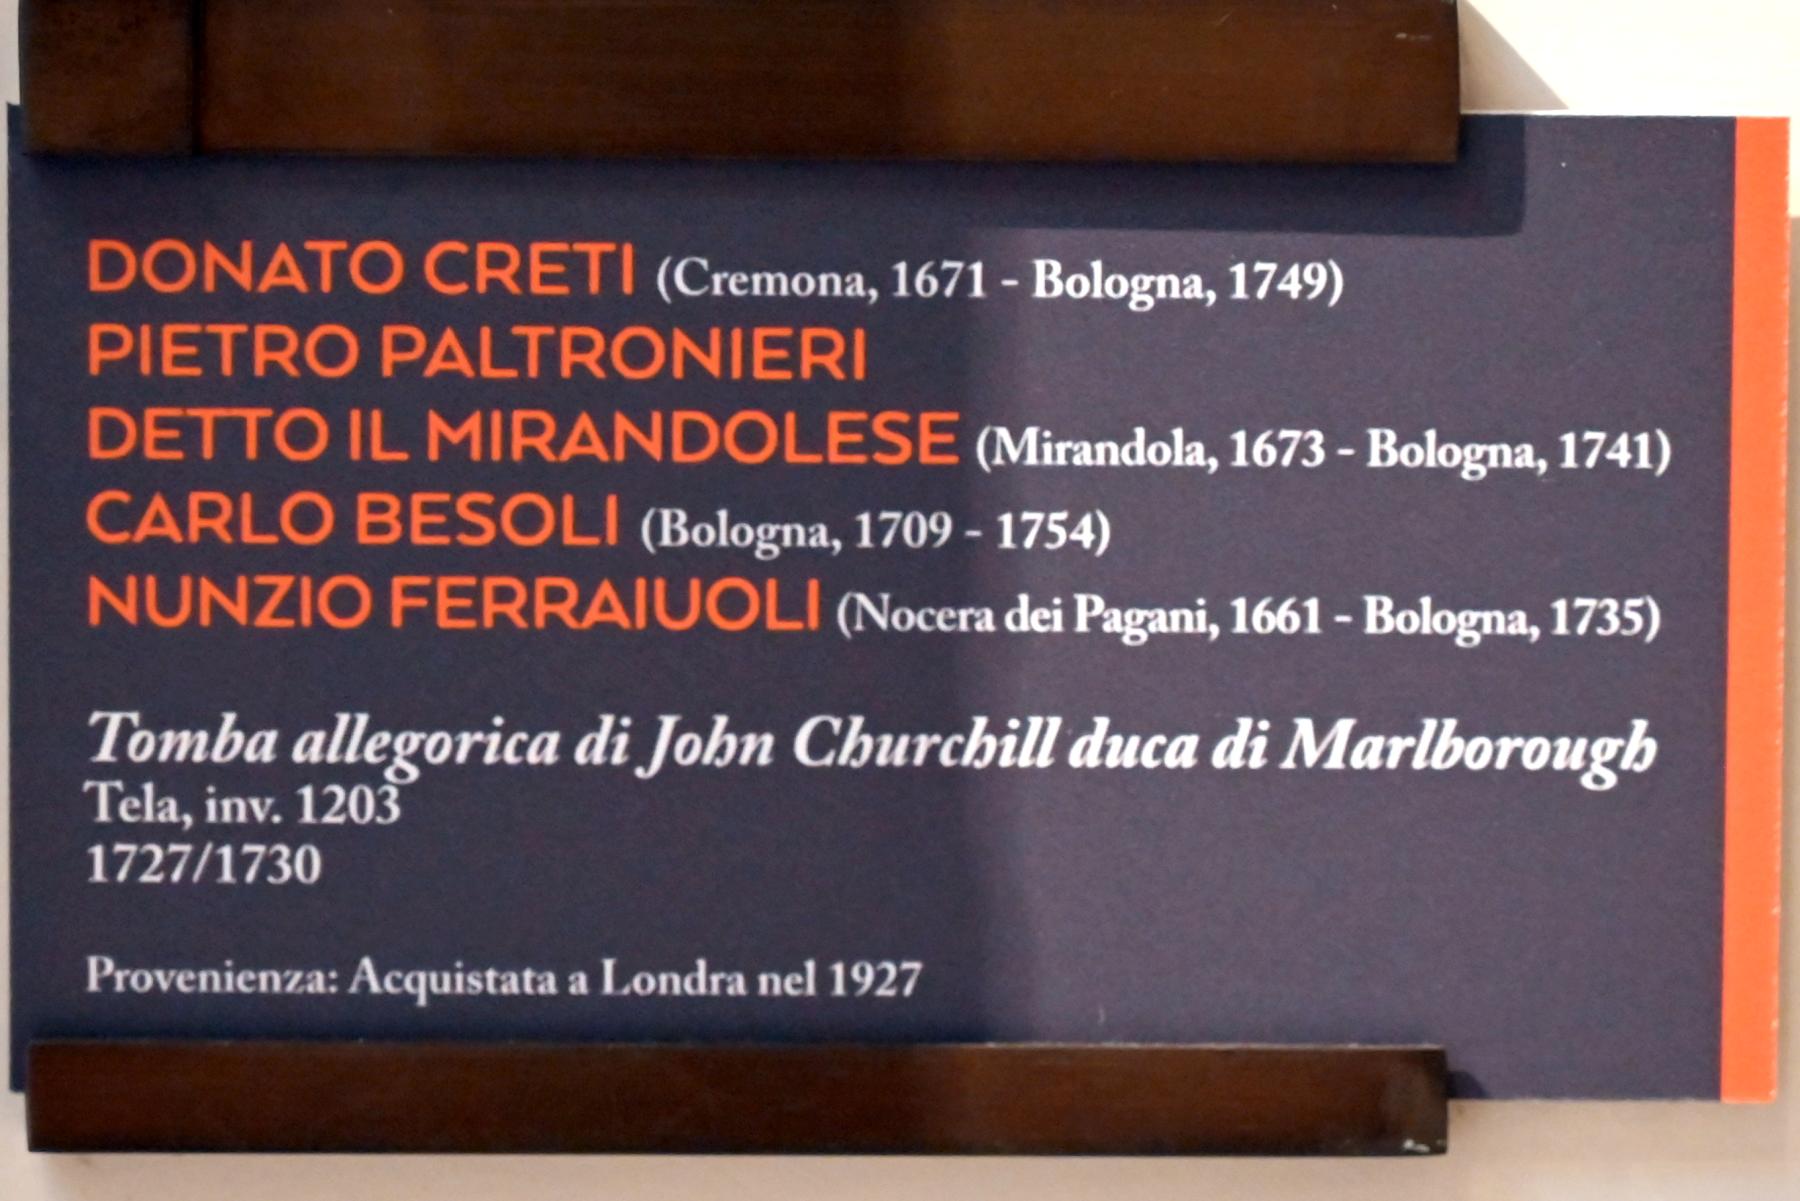 DONATO CRETI (Cremona, 1671 - Bologna, 1749)
PIETRO PALTRONIERI
DETTO IL MIRANDOLESE (Mirandola, 1673 - Bologna, 1741)
CARLO BESOLI (Bologna, 1709 - 1754)
NUNZIO FERRAIUOLI (Nocera dei Pagani, 1661 - Bologna, 1735)
Tomba allegorica di John Churchill duca di Marlborough
Tela, inv. 1203
1727/1730
Provenienza: Acquistata a Londra nel 1927